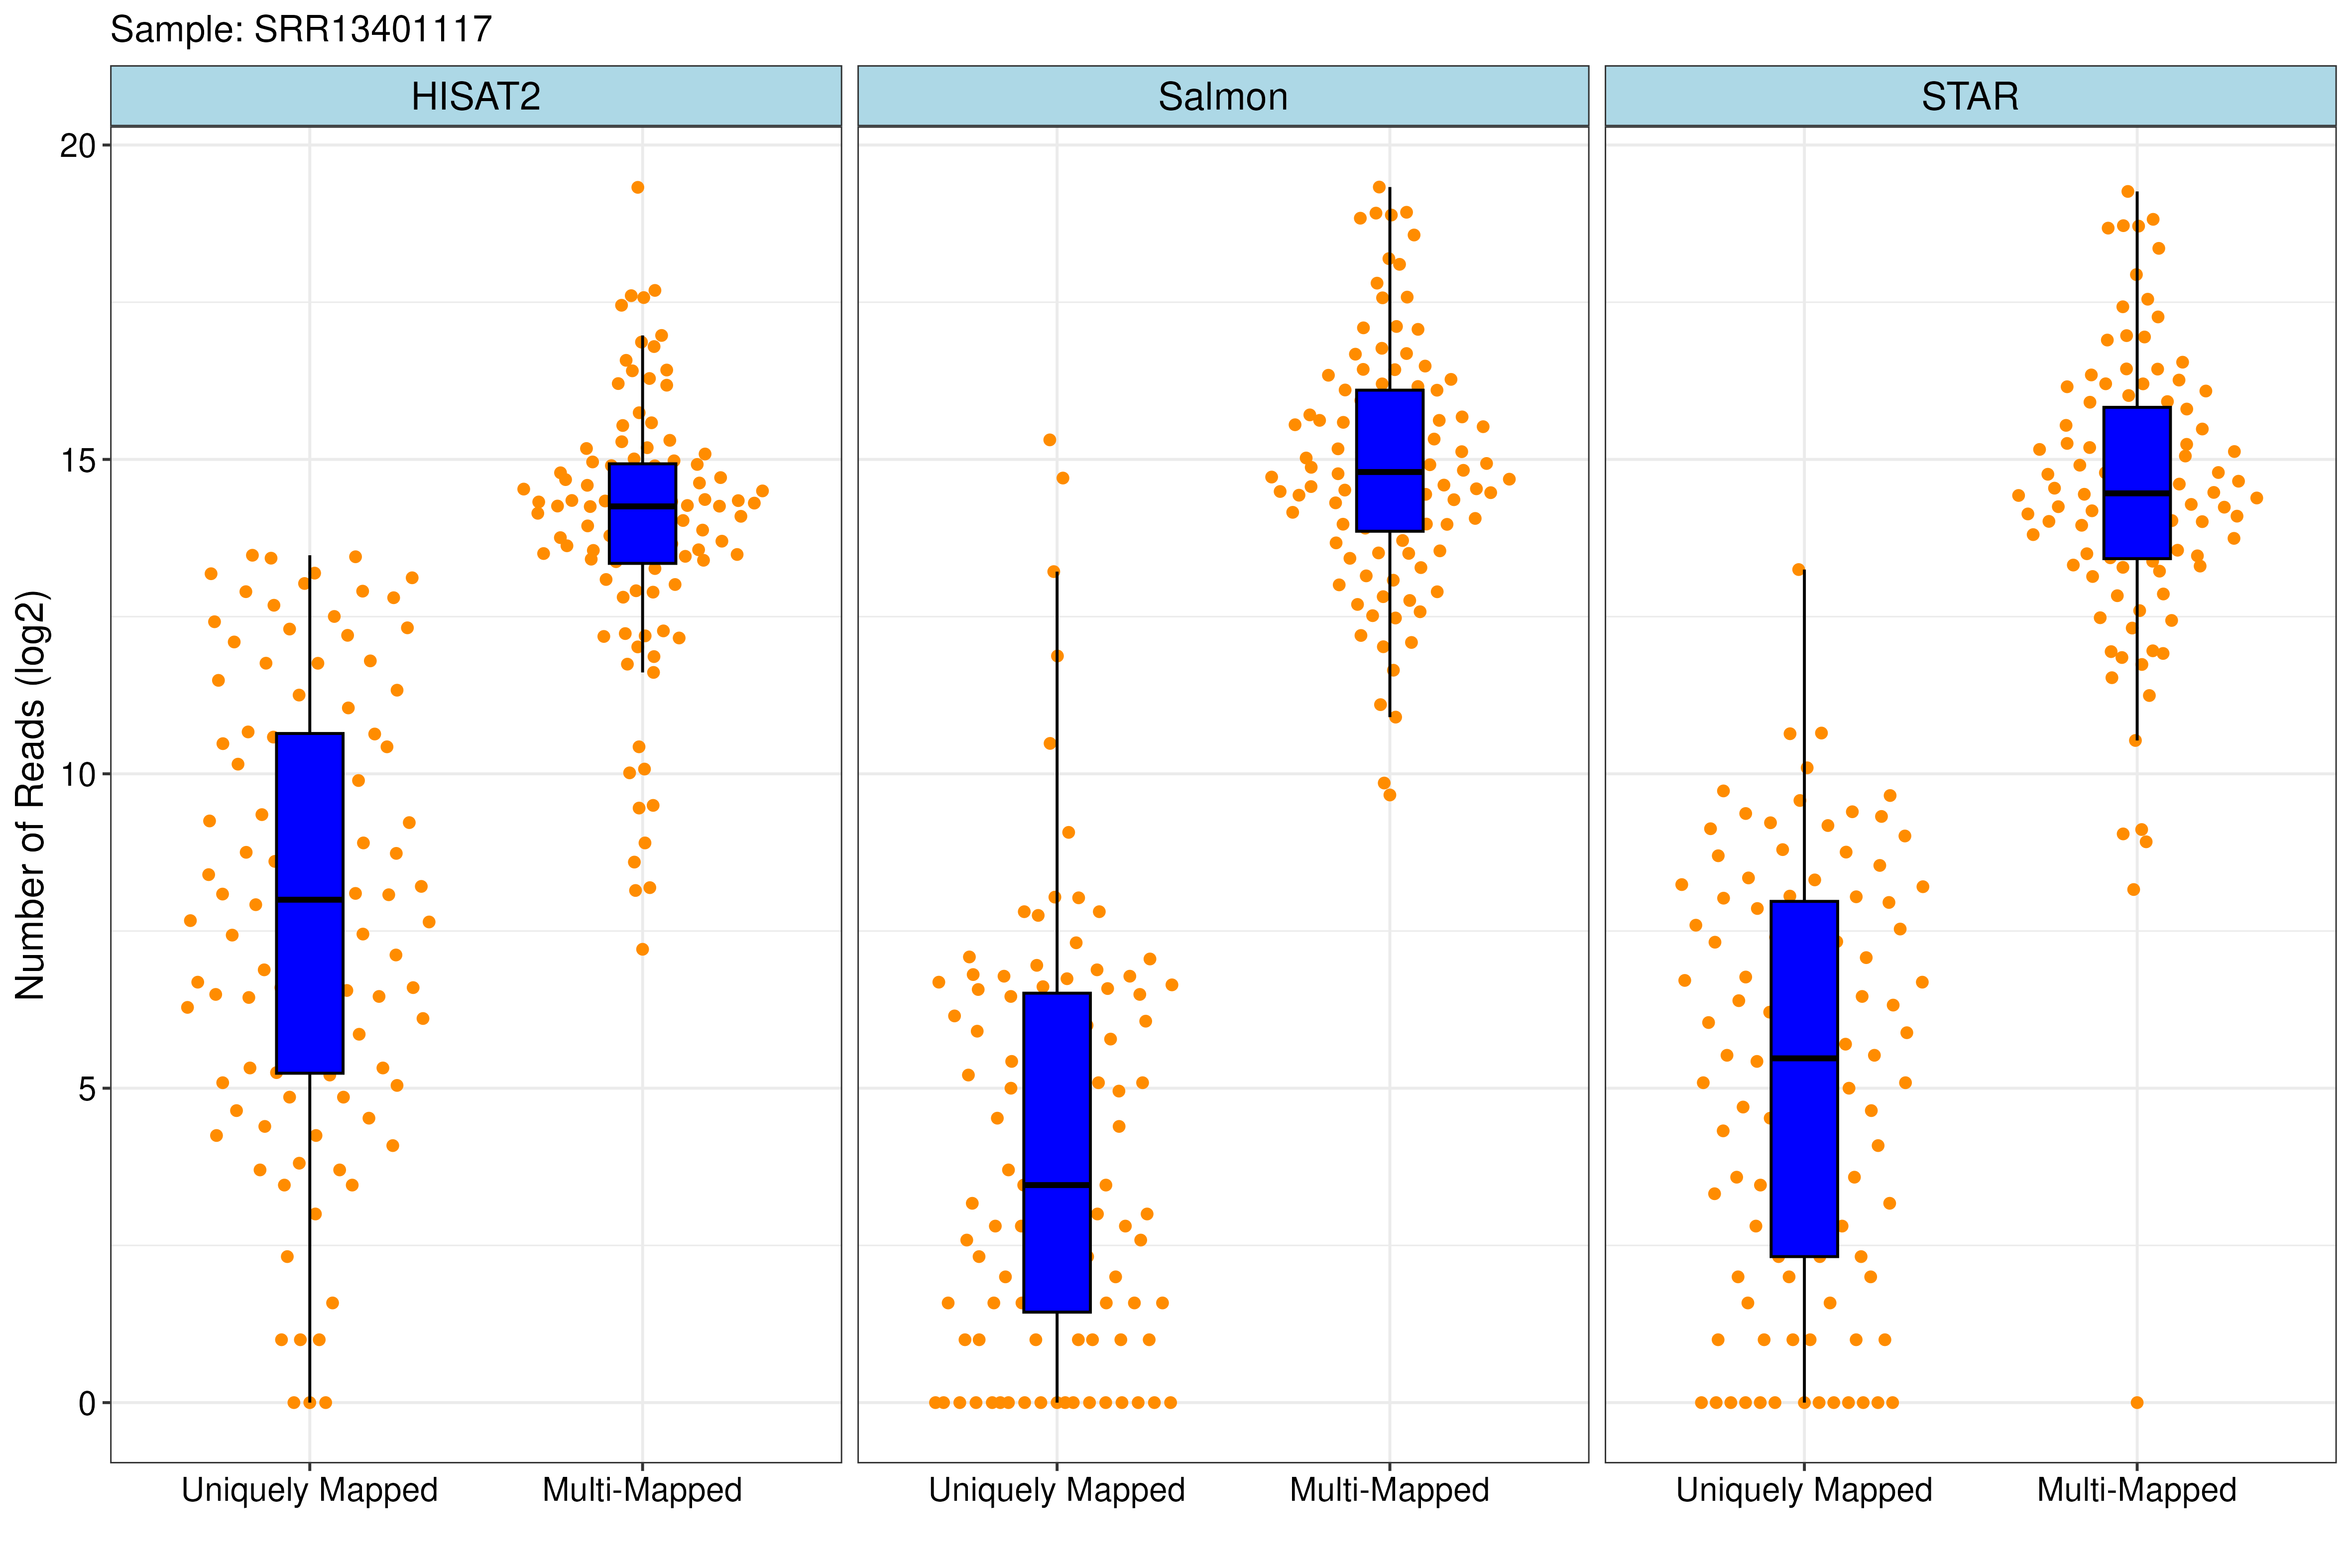 Sample: SRR13401117
HISAT2
Salmon
STAR
Number of Reads (log2)
20
15
10
5
0
Uniquely Mapped
Multi-Mapped
Uniquely Mapped
Multi-Mapped
Uniquely Mapped
Multi-Mapped